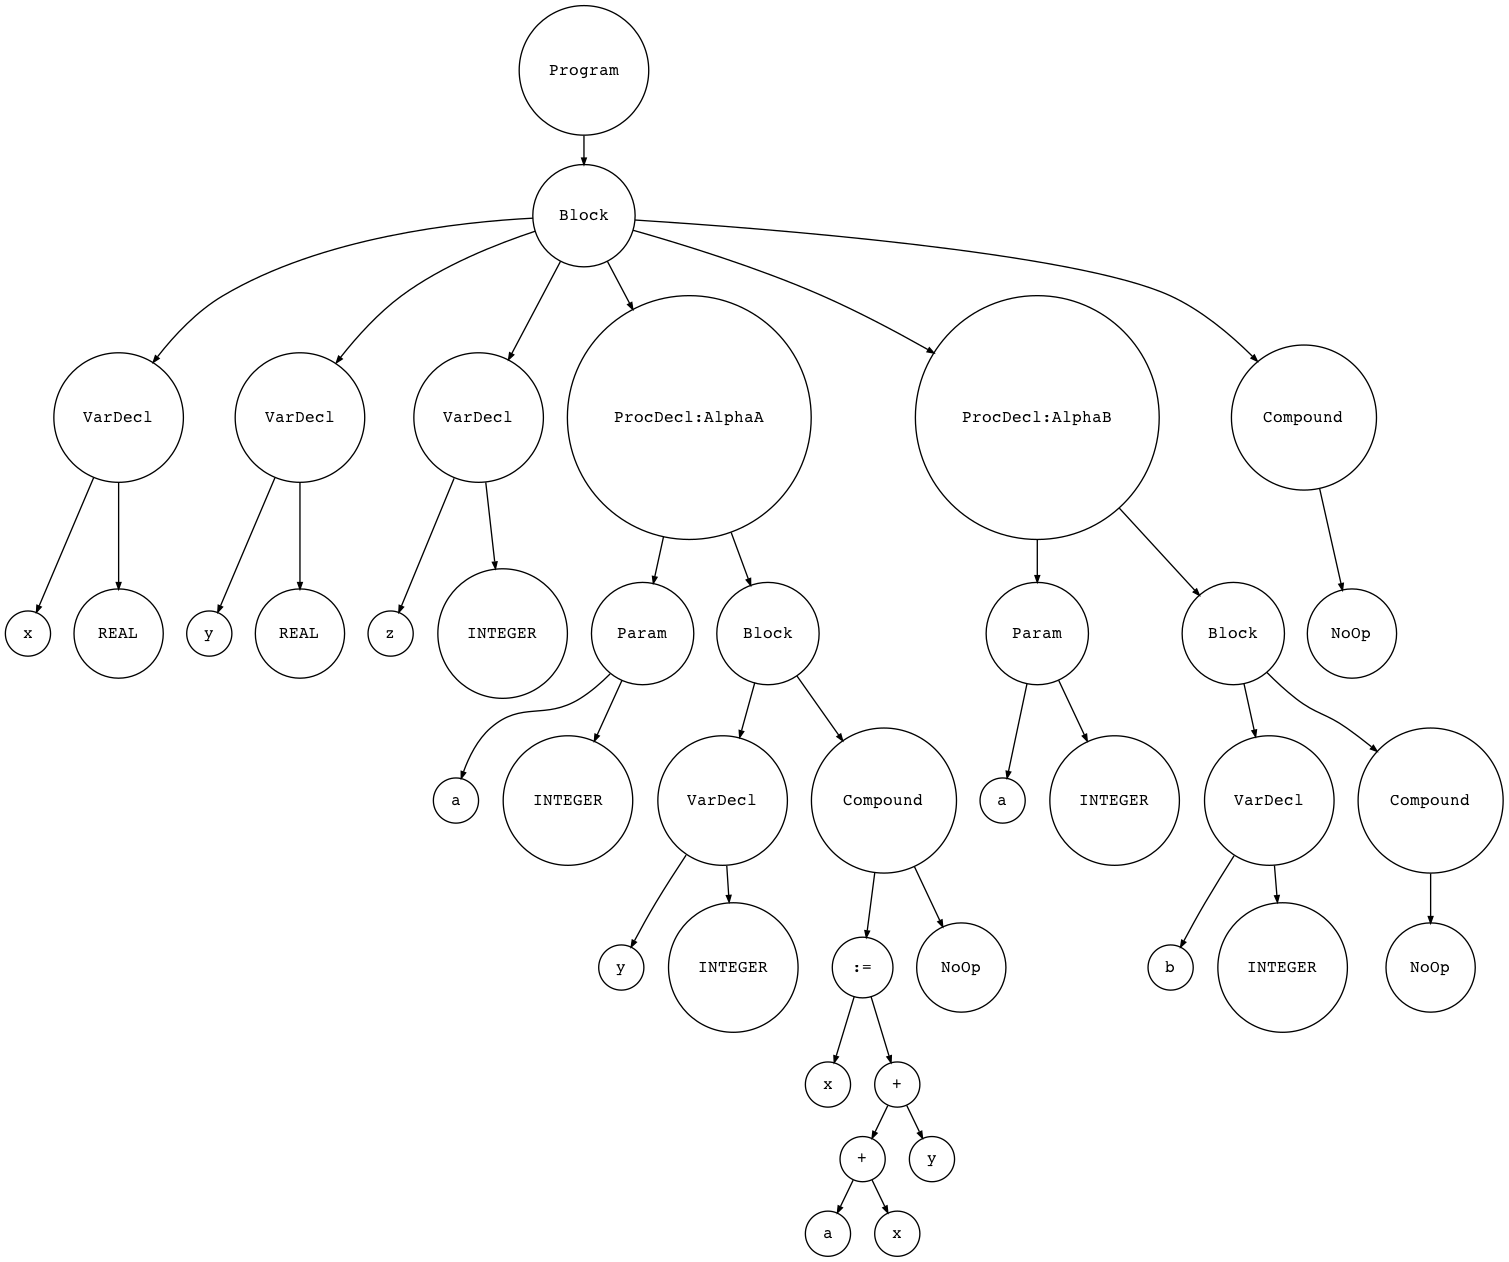 Program
Block
VarDecl
VarDecl
VarDecl
ProcDecl:AlphaA
ProcDecl:AlphaB
Compound
x
REAL
y
REAL
z
INTEGER
Param
Block
Param
Block
NoOp
a
INTEGER
VarDecl
Compound
a
INTEGER
VarDecl
Compound
y
INTEGER
:=
NoOp
b
INTEGER
NoOp
x
+
+
y
a
x